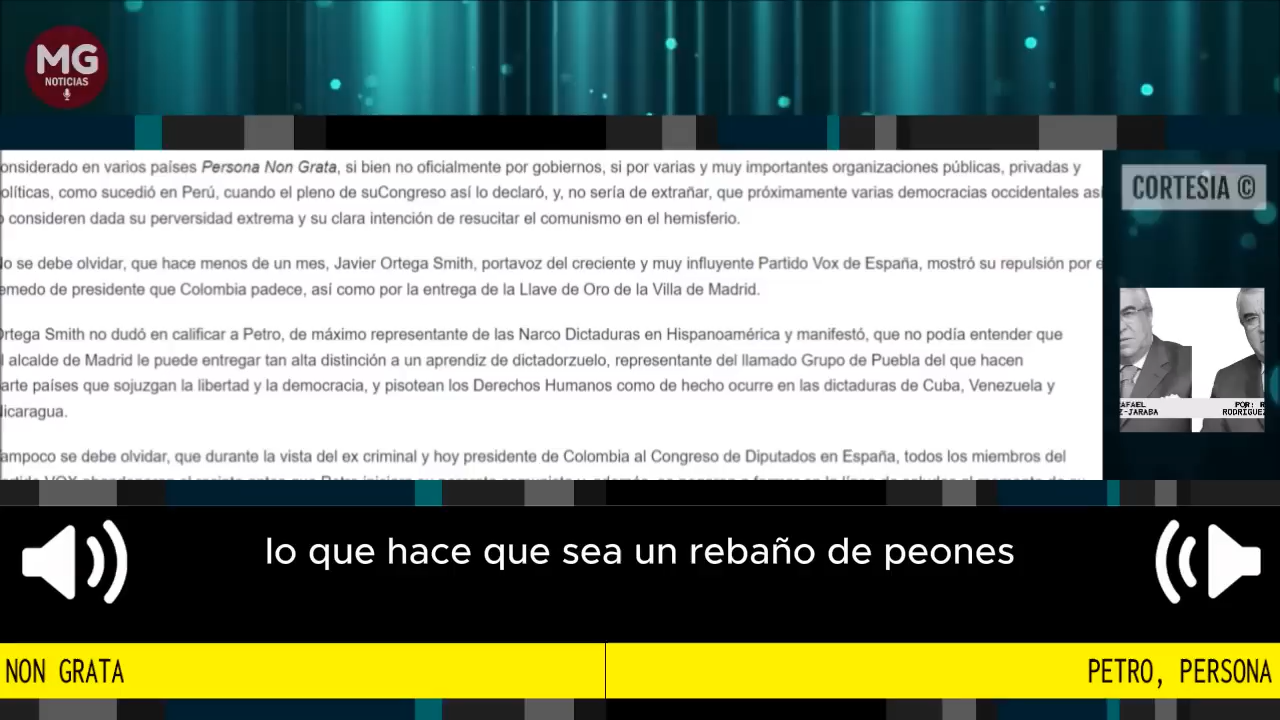 MG
NOTICIAS
onsiderado en varios países Persona Non Grata, si bien no oficialmente por gobiernos, si por varias y muy importantes organizaciones públicas, privadas y
olíticas, como sucedió en Perú, cuando el pleno de suCongreso así lo declaró, y, no sería de extrañar, que próximamente varias democracias occidentales así
o consideren dada su perversidad extrema y su clara intención de resucitar el comunismo en el hemisferio.
No se debe olvidar, que hace menos de un mes, Javier Ortega Smith, portavoz del creciente y muy influyente Partido Vox de España, mostró su repulsión por e
emedo de presidente que Colombia padece, así como por la entrega de la Llave de Oro de la Villa de Madrid.
Ortega Smith no dudó en calificar a Petro, de máximo representante de las Narco Dictaduras en Hispanoamérica y manifestó, que no podía entender que
l alcalde de Madrid le puede entregar tan alta distinción a un aprendiz de dictadorzuelo, representante del llamado Grupo de Puebla del que hacen
arte países que sojuzgan la libertad y la democracia, y pisotean los Derechos Humanos como de hecho ocurre en las dictaduras de Cuba, Venezuela y
Nicaragua.
ampoco se debe olvidar, que durante la vista del ex criminal y hoy presidente de Colombia al Congreso de Diputados en España, todos los miembros del
CORTESIA ©
AFAEL
Z-JARABA
POR: R
RODRIGUEZ
lo que hace que sea un rebaño de peones
NON GRATA
PETRO, PERSONA